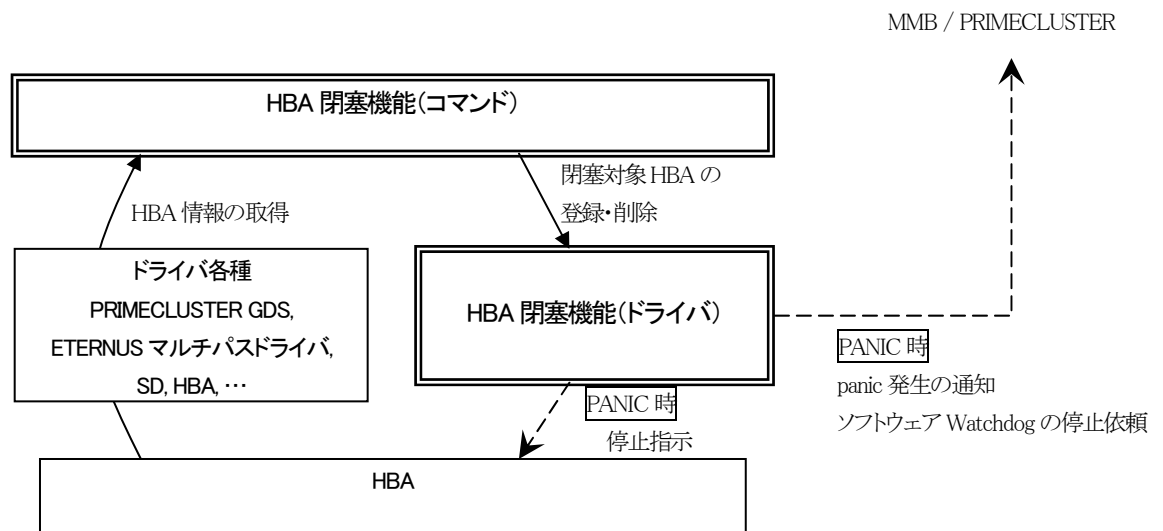 MMB / PRIMECLUSTER
HBA 閉塞機能(コマンド)
閉塞対象 HBA の
登録・削除
HBA 情報の取得
ドライバ各種
PRIMECLUSTER GDS,
ETERNUS マルチパスドライバ,
SD, HBA, …
HBA 閉塞機能(ドライバ)
PANIC 時
panic 発生の通知
ソフトウェア Watchdog の停止依頼
PANIC 時
停止指示
HBA